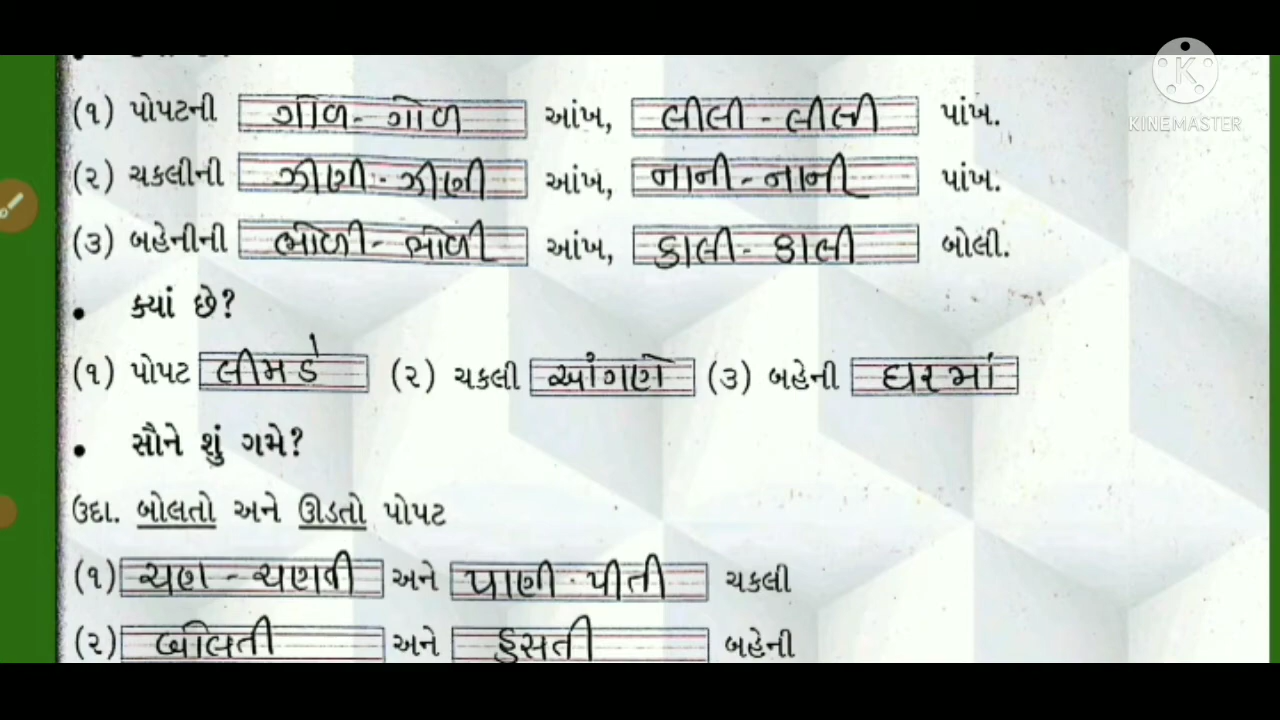 (૧) પોપટની ગોળ - ગોળ આંખ, લીલી - લીલી પાંખ.
(૨) ચકલીની ઝીણી - ઝીણી આંખ, નાની - નાની પાંખ.
(૩) બહેનીની ભોળી - ભોળી આંખ, કાલી - કાલી બોલી.
• ક્યાં છે?
(૧) પોપટ લીમડે (૨) ચકલી આંગણે (૩) બહેની ઘરમાં
• સૌને શું ગમે?
ઉદા. બોલતો અને ઊડતો પોપટ
(૧) ચણ - ચણતી અને પાણી - પીતી ચકલી
(૨) બોલતી અને હસતી બહેની
KINEMASTER